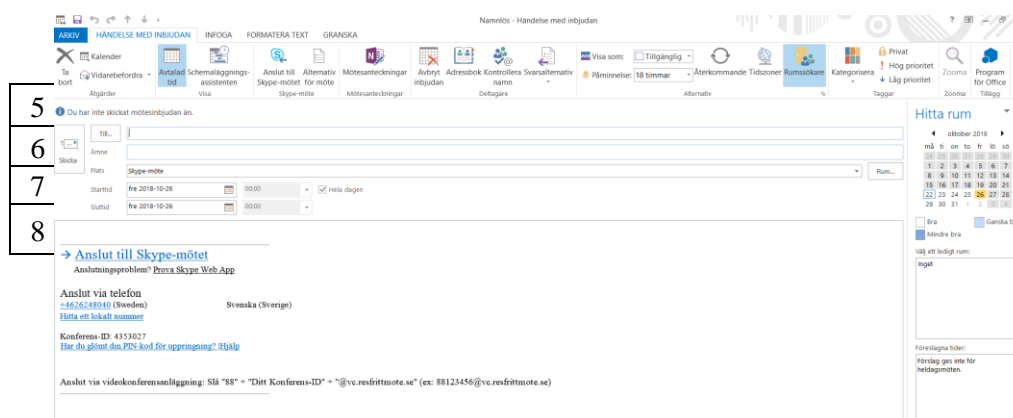 Namnlös - Händelse med inbjudan
ARKIV HÄNDELSE MED INBJUDAN INFOGA FORMATERA TEXT GRANSKA
Ta bort
Kalender
Vidarebefordra
Åtgärder
Avtalad tid
Schemaläggnings-assistenten
Visa
Anslut till Skype-mötet
Alternativ för möte
Skype-möte
Mötesanteckningar
Mötesanteckningar
Avbryt inbjudan
Adressbok
Kontrollera namn
Svarsalternativ
Deltagare
Visa som: Tillgänglig
Påminnelse: 18 timmar
Återkommande
Tidszoner
Rumssökare
Alternativ
Kategorisera
Privat
Hög prioritet
Låg prioritet
Taggar
Zooma
Zooma
Program för Office
Tillägg
5
Du har inte skickat mötesinbjudan än.
6
Skicka
Till...
Ämne
Plats Skype-möte Rum...
7
Starttid fre 2018-10-26 00:00 Hela dagen
Sluttid fre 2018-10-26 00:00
8
→ Anslut till Skype-mötet
Anslutningsproblem? Prova Skype Web App
Anslut via telefon
+4626248040 (Sweden) Svenska (Sverige)
Hitta ett lokalt nummer
Konferens-ID: 4353027
Har du glömt din PIN-kod för uppringning? |Hjälp
Anslut via videokonferensanläggning: Slå "88" + "Ditt Konferens-ID" + "@vc.resfrittmote.se" (ex: 88123456@vc.resfrittmote.se)
Hitta rum
oktober 2018
må ti on to fr lö sö
24 25 26 27 28 29 30
1 2 3 4 5 6 7
8 9 10 11 12 13 14
15 16 17 18 19 20 21
22 23 24 25 26 27 28
29 30 31 1 2 3 4
Bra Ganska b
Mindre bra
Välj ett ledigt rum:
Inget
Föreslagna tider:
Förslag ges inte för
heldagsmöten.